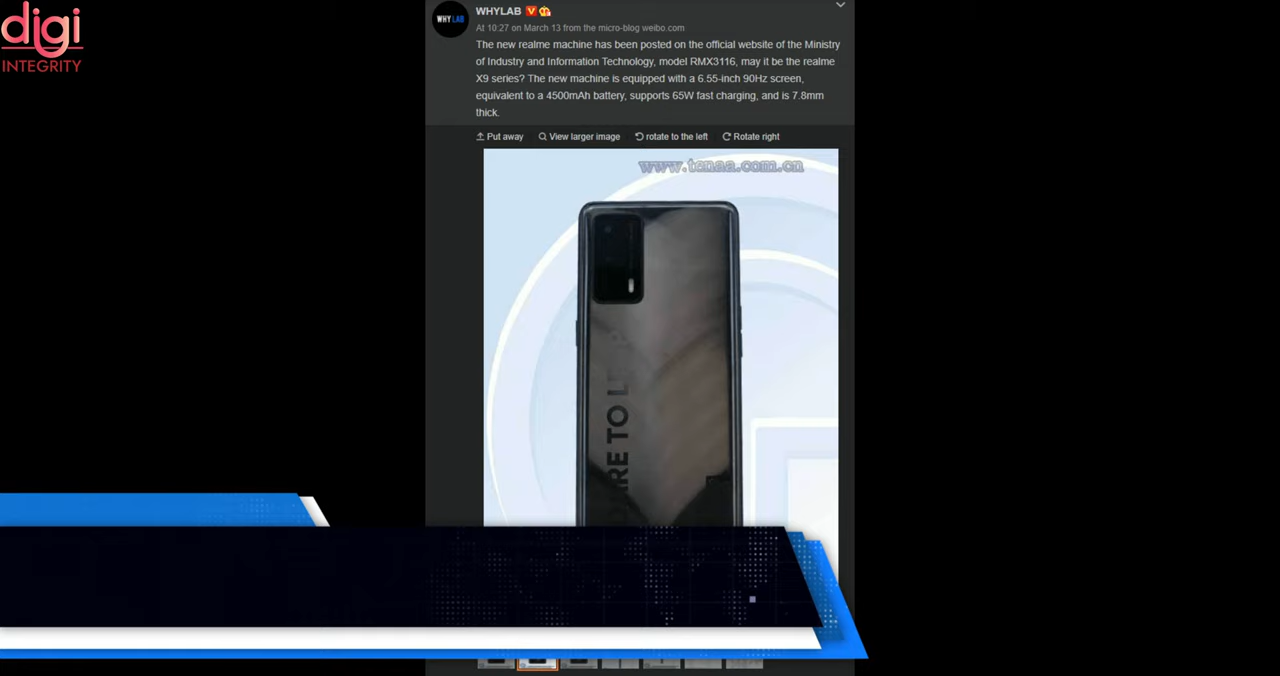 digi
INTEGRITY
WHY LAB
WHYLAB
At 10:27 on March 13 from the micro-blog weibo.com
The new realme machine has been posted on the official website of the Ministry
of Industry and Information Technology, model RMX3116, may it be the realme
X9 series? The new machine is equipped with a 6.55-inch 90Hz screen,
equivalent to a 4500mAh battery, supports 65W fast charging, and is 7.8mm
thick.
Put away View larger image rotate to the left Rotate right
www.tenaa.com.cn
TO